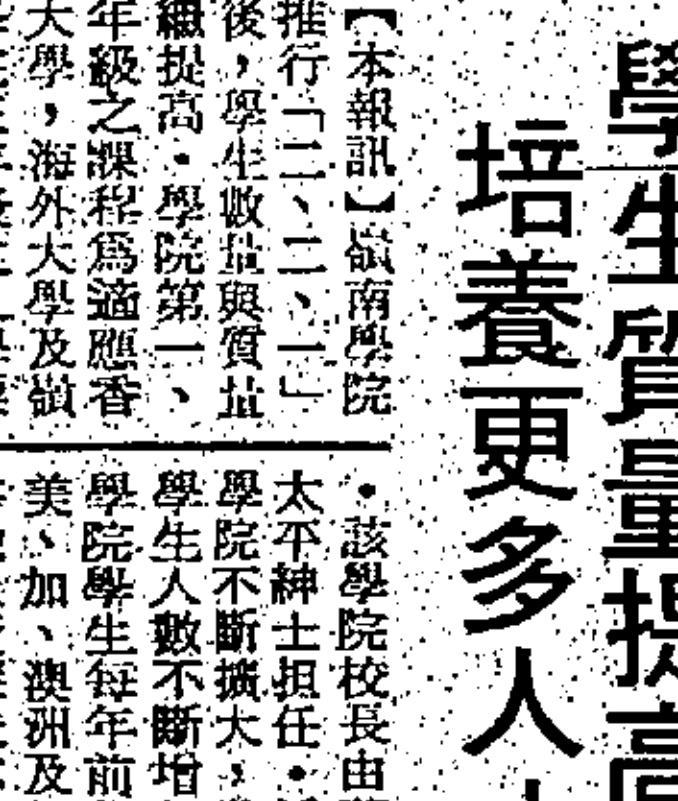 學生質量提高
培養更多人
【本報訊】嶺南學院
推行「二、二、一」
後，學生數量與質量
繼提高．學院第一、
年級之課程爲適應香
大學，海外大學及嶺
．該學院校長由
太平紳士担任．
學院不斷擴大，
學生人數不斷增
學院學生每年前
美、加、澳洲及